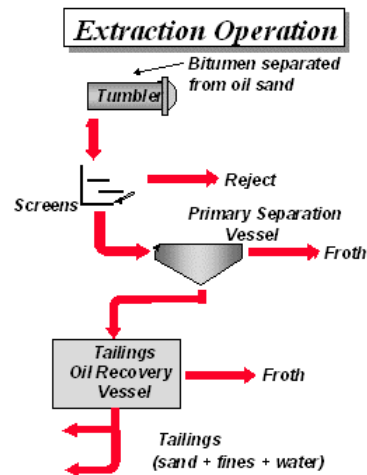 Extraction Operation
Bitumen separated
from oil sand
Tumbler
Reject
Screens
Primary Separation
Vessel
Froth
Tailings
Oil Recovery
Vessel
Froth
Tailings
(sand + fines + water)